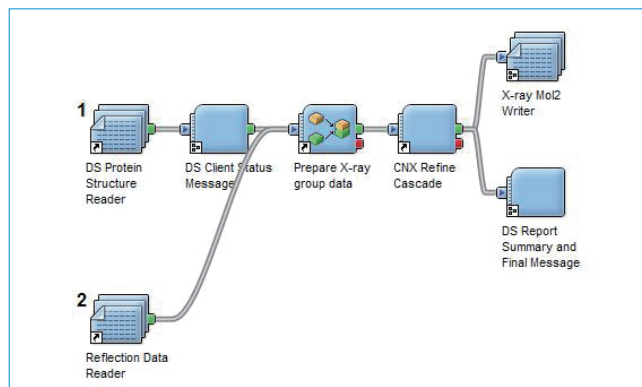 1
DS Protein
Structure
Reader
DS Client Status
Message
Prepare X-ray
group data
CNX Refine
Cascade
X-ray Mol2
Writer
DS Report
Summary and
Final Message
2
Reflection Data
Reader